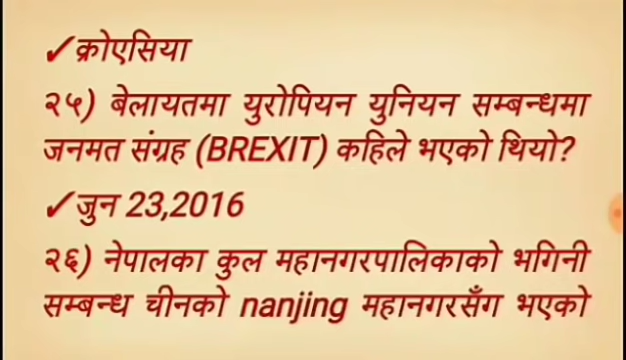 ✓क्रोएसिया
२५) बेलायतमा युरोपियन युनियन सम्बन्धमा
जनमत संग्रह (BREXIT) कहिले भएको थियो?
✓जुन 23,2016
२६) नेपालका कुल महानगरपालिकाको भगिनी
सम्बन्ध चीनको nanjing महानगरसँग भएको